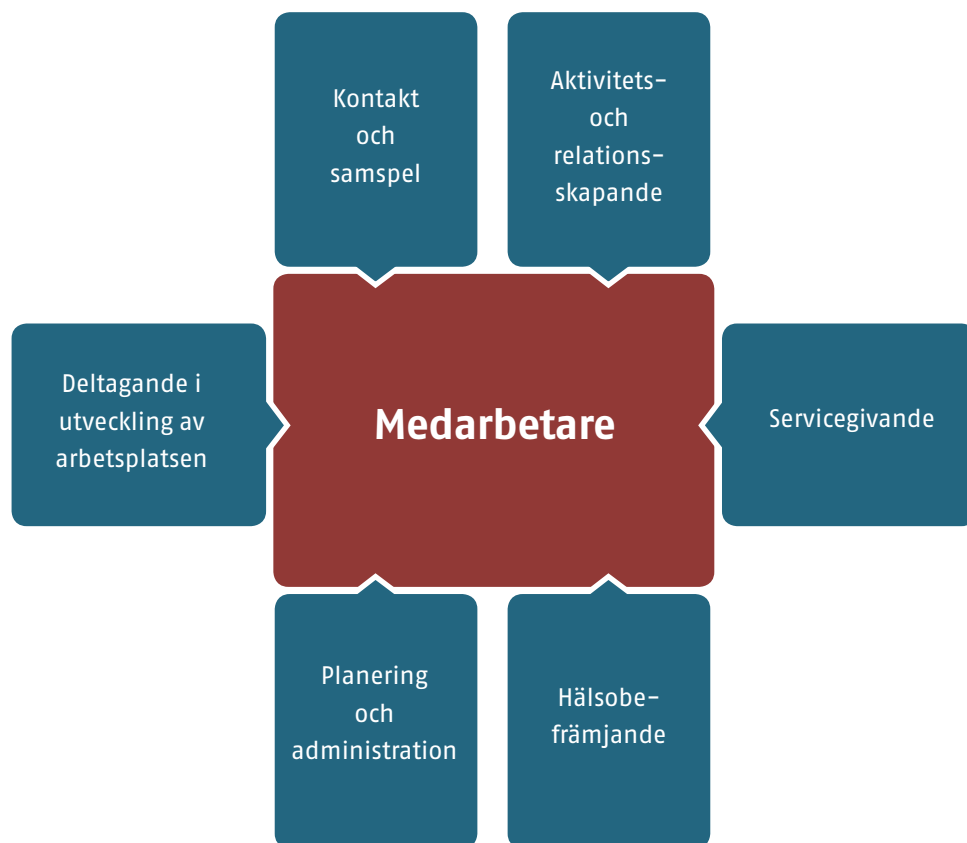 Kontakt
och
samspel
Aktivitets–
och
relations–
skapande
Deltagande i
utveckling av
arbetsplatsen
Medarbetare
Servicegivande
Planering
och
administration
Hälsobe–
främjande